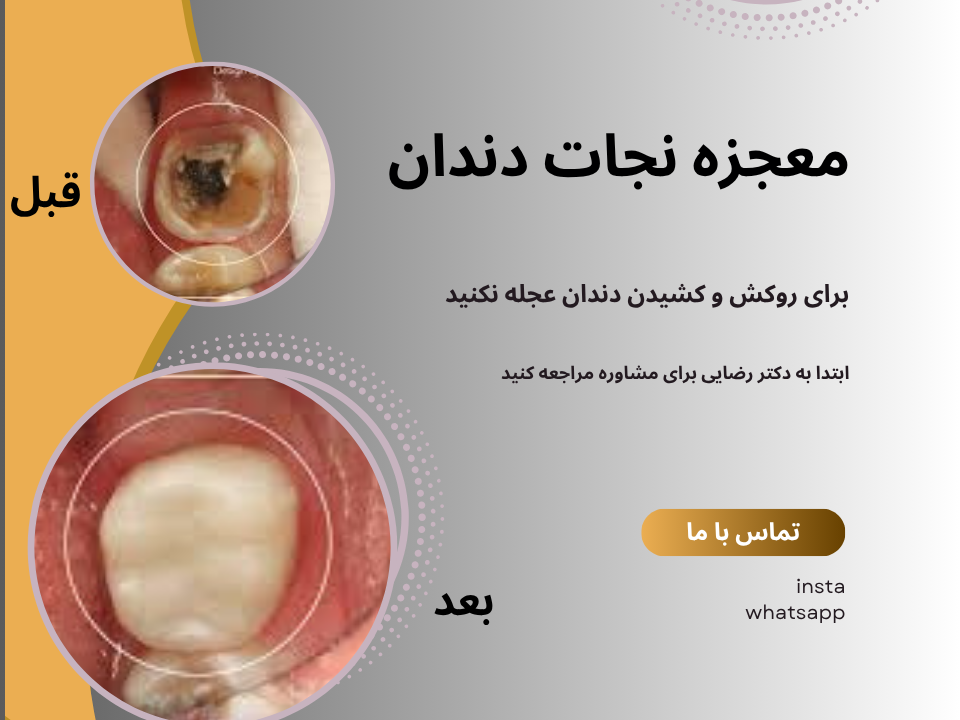 معجزه نجات دندان
قبل
برای روکش و کشیدن دندان عجله نکنید
ابتدا به دکتر رضایی برای مشاوره مراجعه کنید
تماس با ما
insta
whatsapp
بعد